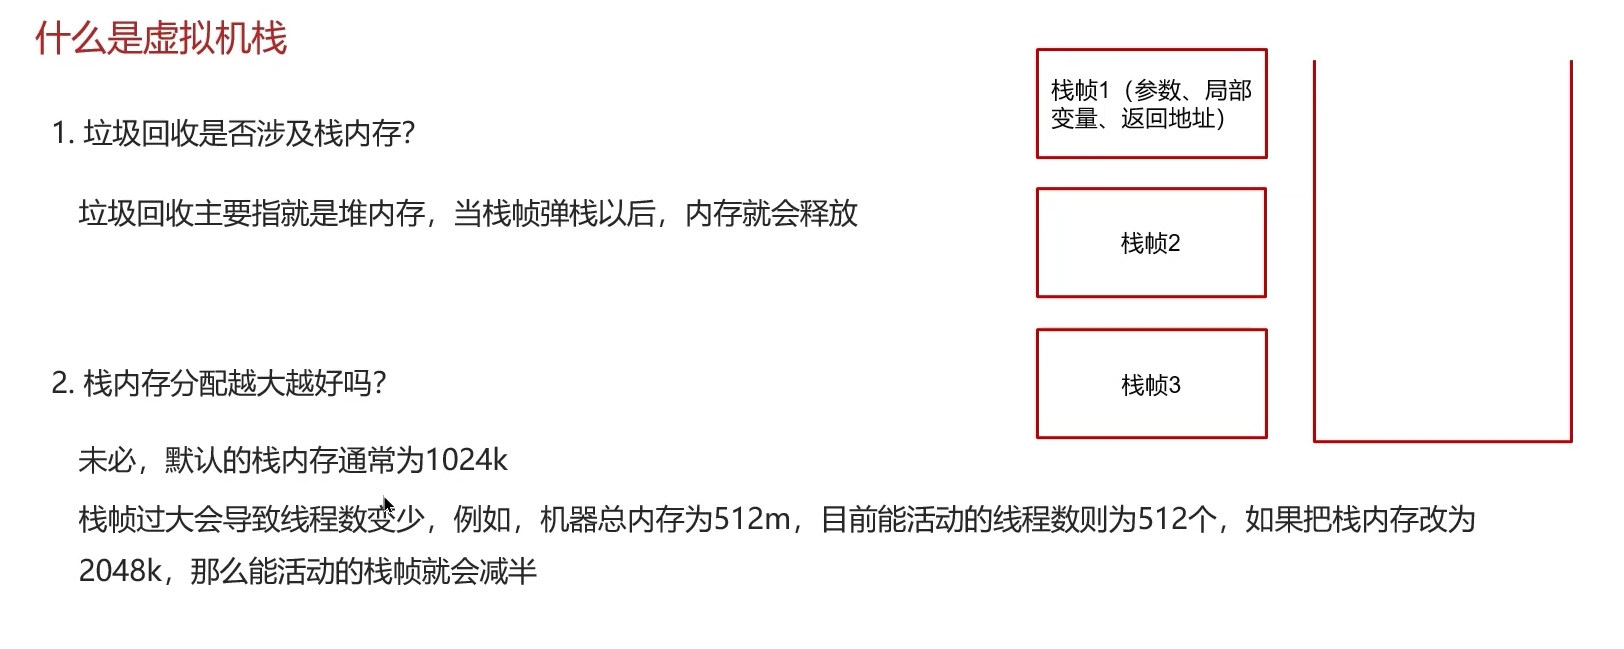 什么是虚拟机栈
1. 垃圾回收是否涉及栈内存?
垃圾回收主要指就是堆内存，当栈帧弹栈以后，内存就会释放
2. 栈内存分配越大越好吗?
未必，默认的栈内存通常为1024k
栈帧过大会导致线程数变少，例如，机器总内存为512m，目前能活动的线程数则为512个，如果把栈内存改为
2048k，那么能活动的栈帧就会减半
栈帧1（参数、局部
变量、返回地址）
栈帧2
栈帧3